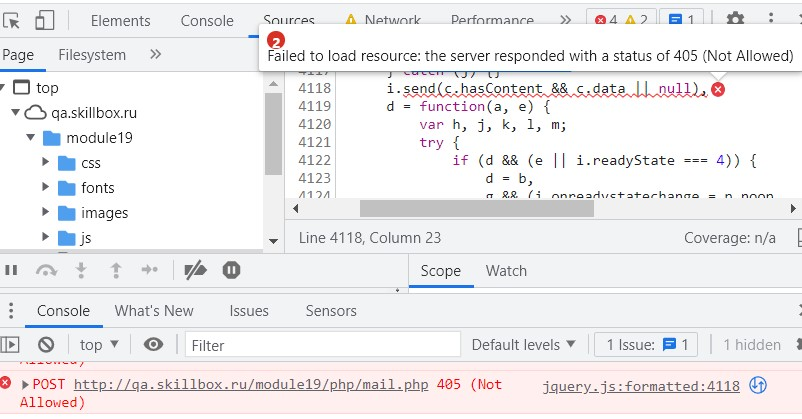 Elements Console Sources Network Performance 4 2
2
Failed to load resource: the server responded with a status of 405 (Not Allowed)
Page Filesystem »
top
qa.skillbox.ru
module19
css
fonts
images
js
4118 i.send(c.hasContent && c.data || null),
4119 d = function(a, e) {
4120 var h, j, k, l, m;
4121 try {
4122 if (d && (e || i.readyState === 4)) {
4123 d = b,
4124
Line 4118, Column 23 Coverage: n/a
Scope Watch
Console What's New Issues Sensors
top Filter Default levels 1 Issue: 1 1 hidden
Allowed)
POST http://qa.skillbox.ru/module19/php/mail.php 405 (Not jquery.js:formatted:4118
Allowed)